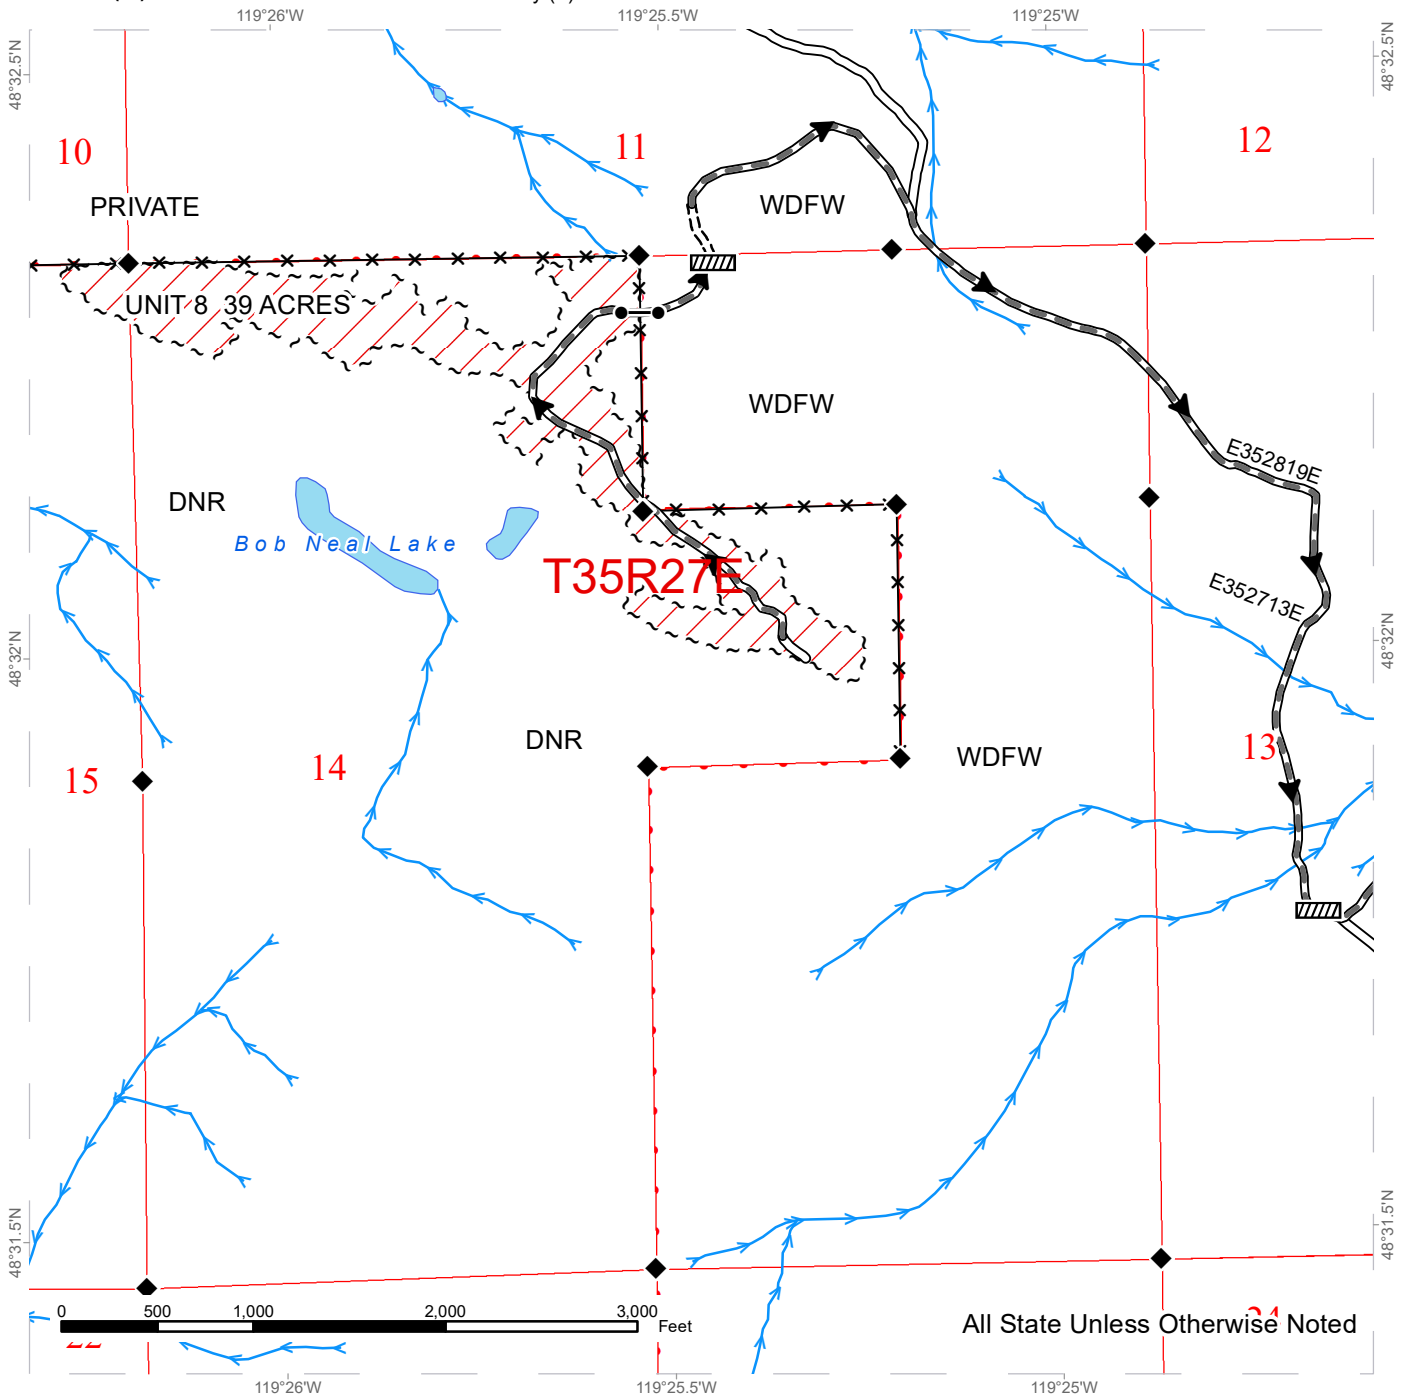 119°26'W
119°25.5'W
119°25'W
48°32.5'N
48°32.5'N
10
11
12
PRIVATE
WDFW
UNIT 8 39 ACRES
WDFW
E352819E
DNR
Bob Neal Lake
T35R27E
E352713E
48°32'N
48°32'N
DNR
WDFW
13
14
15
48°31.5'N
48°31.5'N
0 500 1,000 2,000 3,000
Feet
All State Unless Otherwise Noted
22
24
119°26'W
119°25.5'W
119°25'W